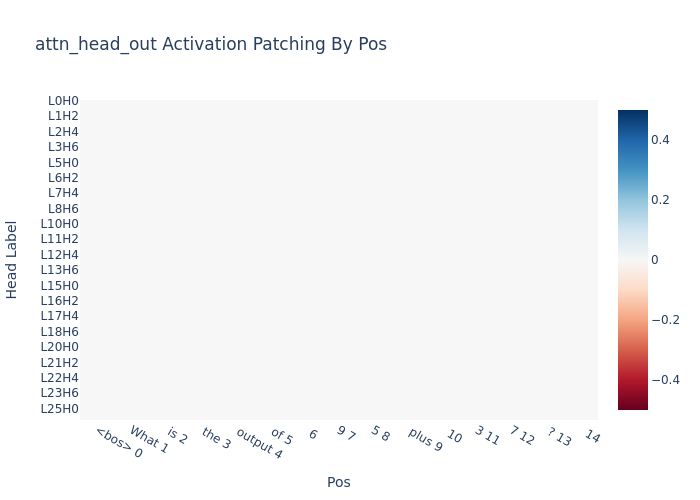 attn_head_out Activation Patching By Pos
L0H0
L1H2
L2H4
L3H6
L5H0
L6H2
L7H4
L8H6
L10H0
L11H2
L12H4
L13H6
L15H0
L16H2
L17H4
L18H6
L20H0
L21H2
L22H4
L23H6
L25H0
Head Label
<bos> 0
What 1
is 2
the 3
output 4
of 5
6
9 7
5 8
plus 9
10
3 11
7 12
? 13
14
Pos
0.4
0.2
0
−0.2
−0.4